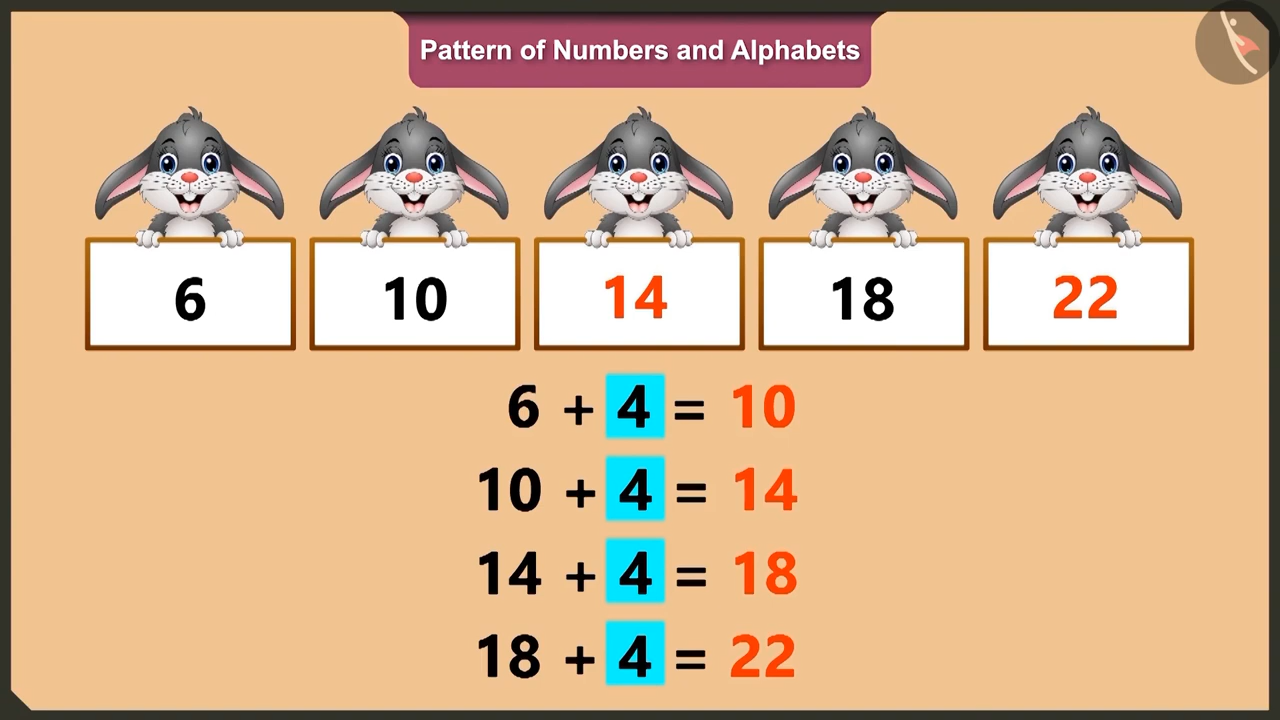 Pattern of Numbers and Alphabets
6 10 14 18 22
6 + 4 = 10
10 + 4 = 14
14 + 4 = 18
18 + 4 = 22